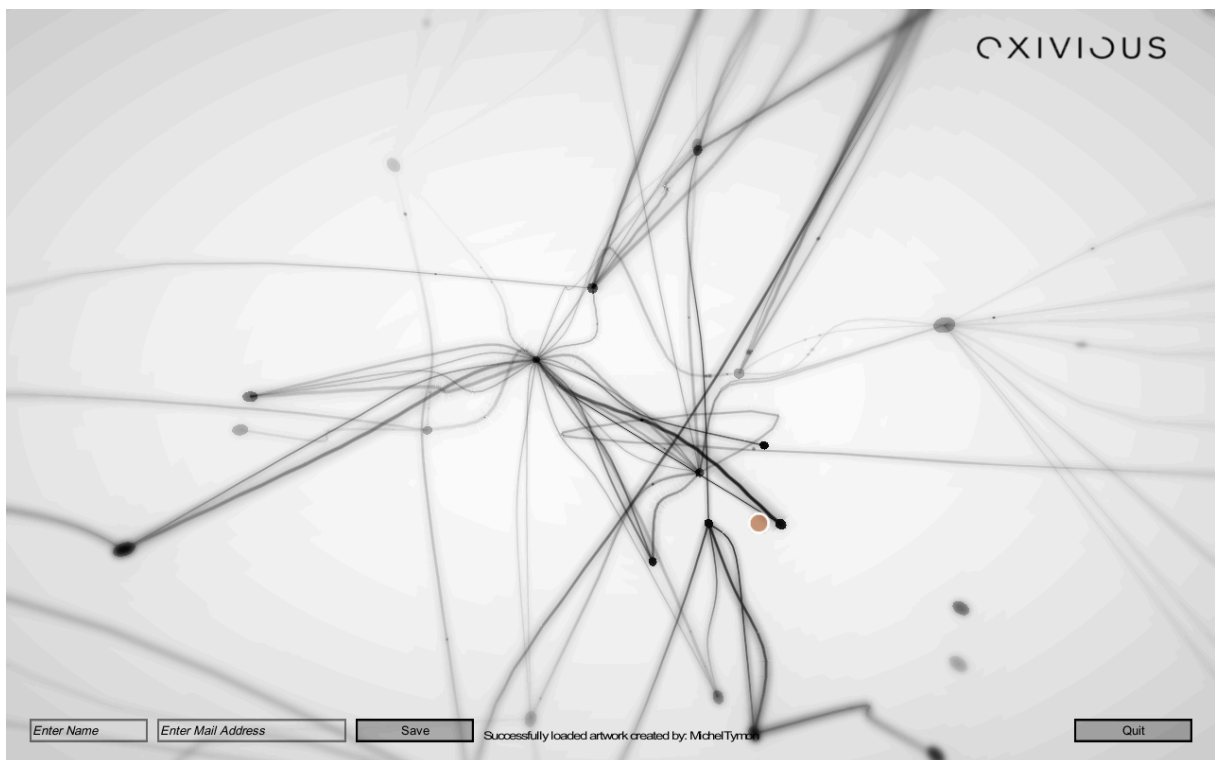 exivious
Enter Name
Enter Mail Address
Save
Successfully loaded artwork created by: MichelTymon
Quit